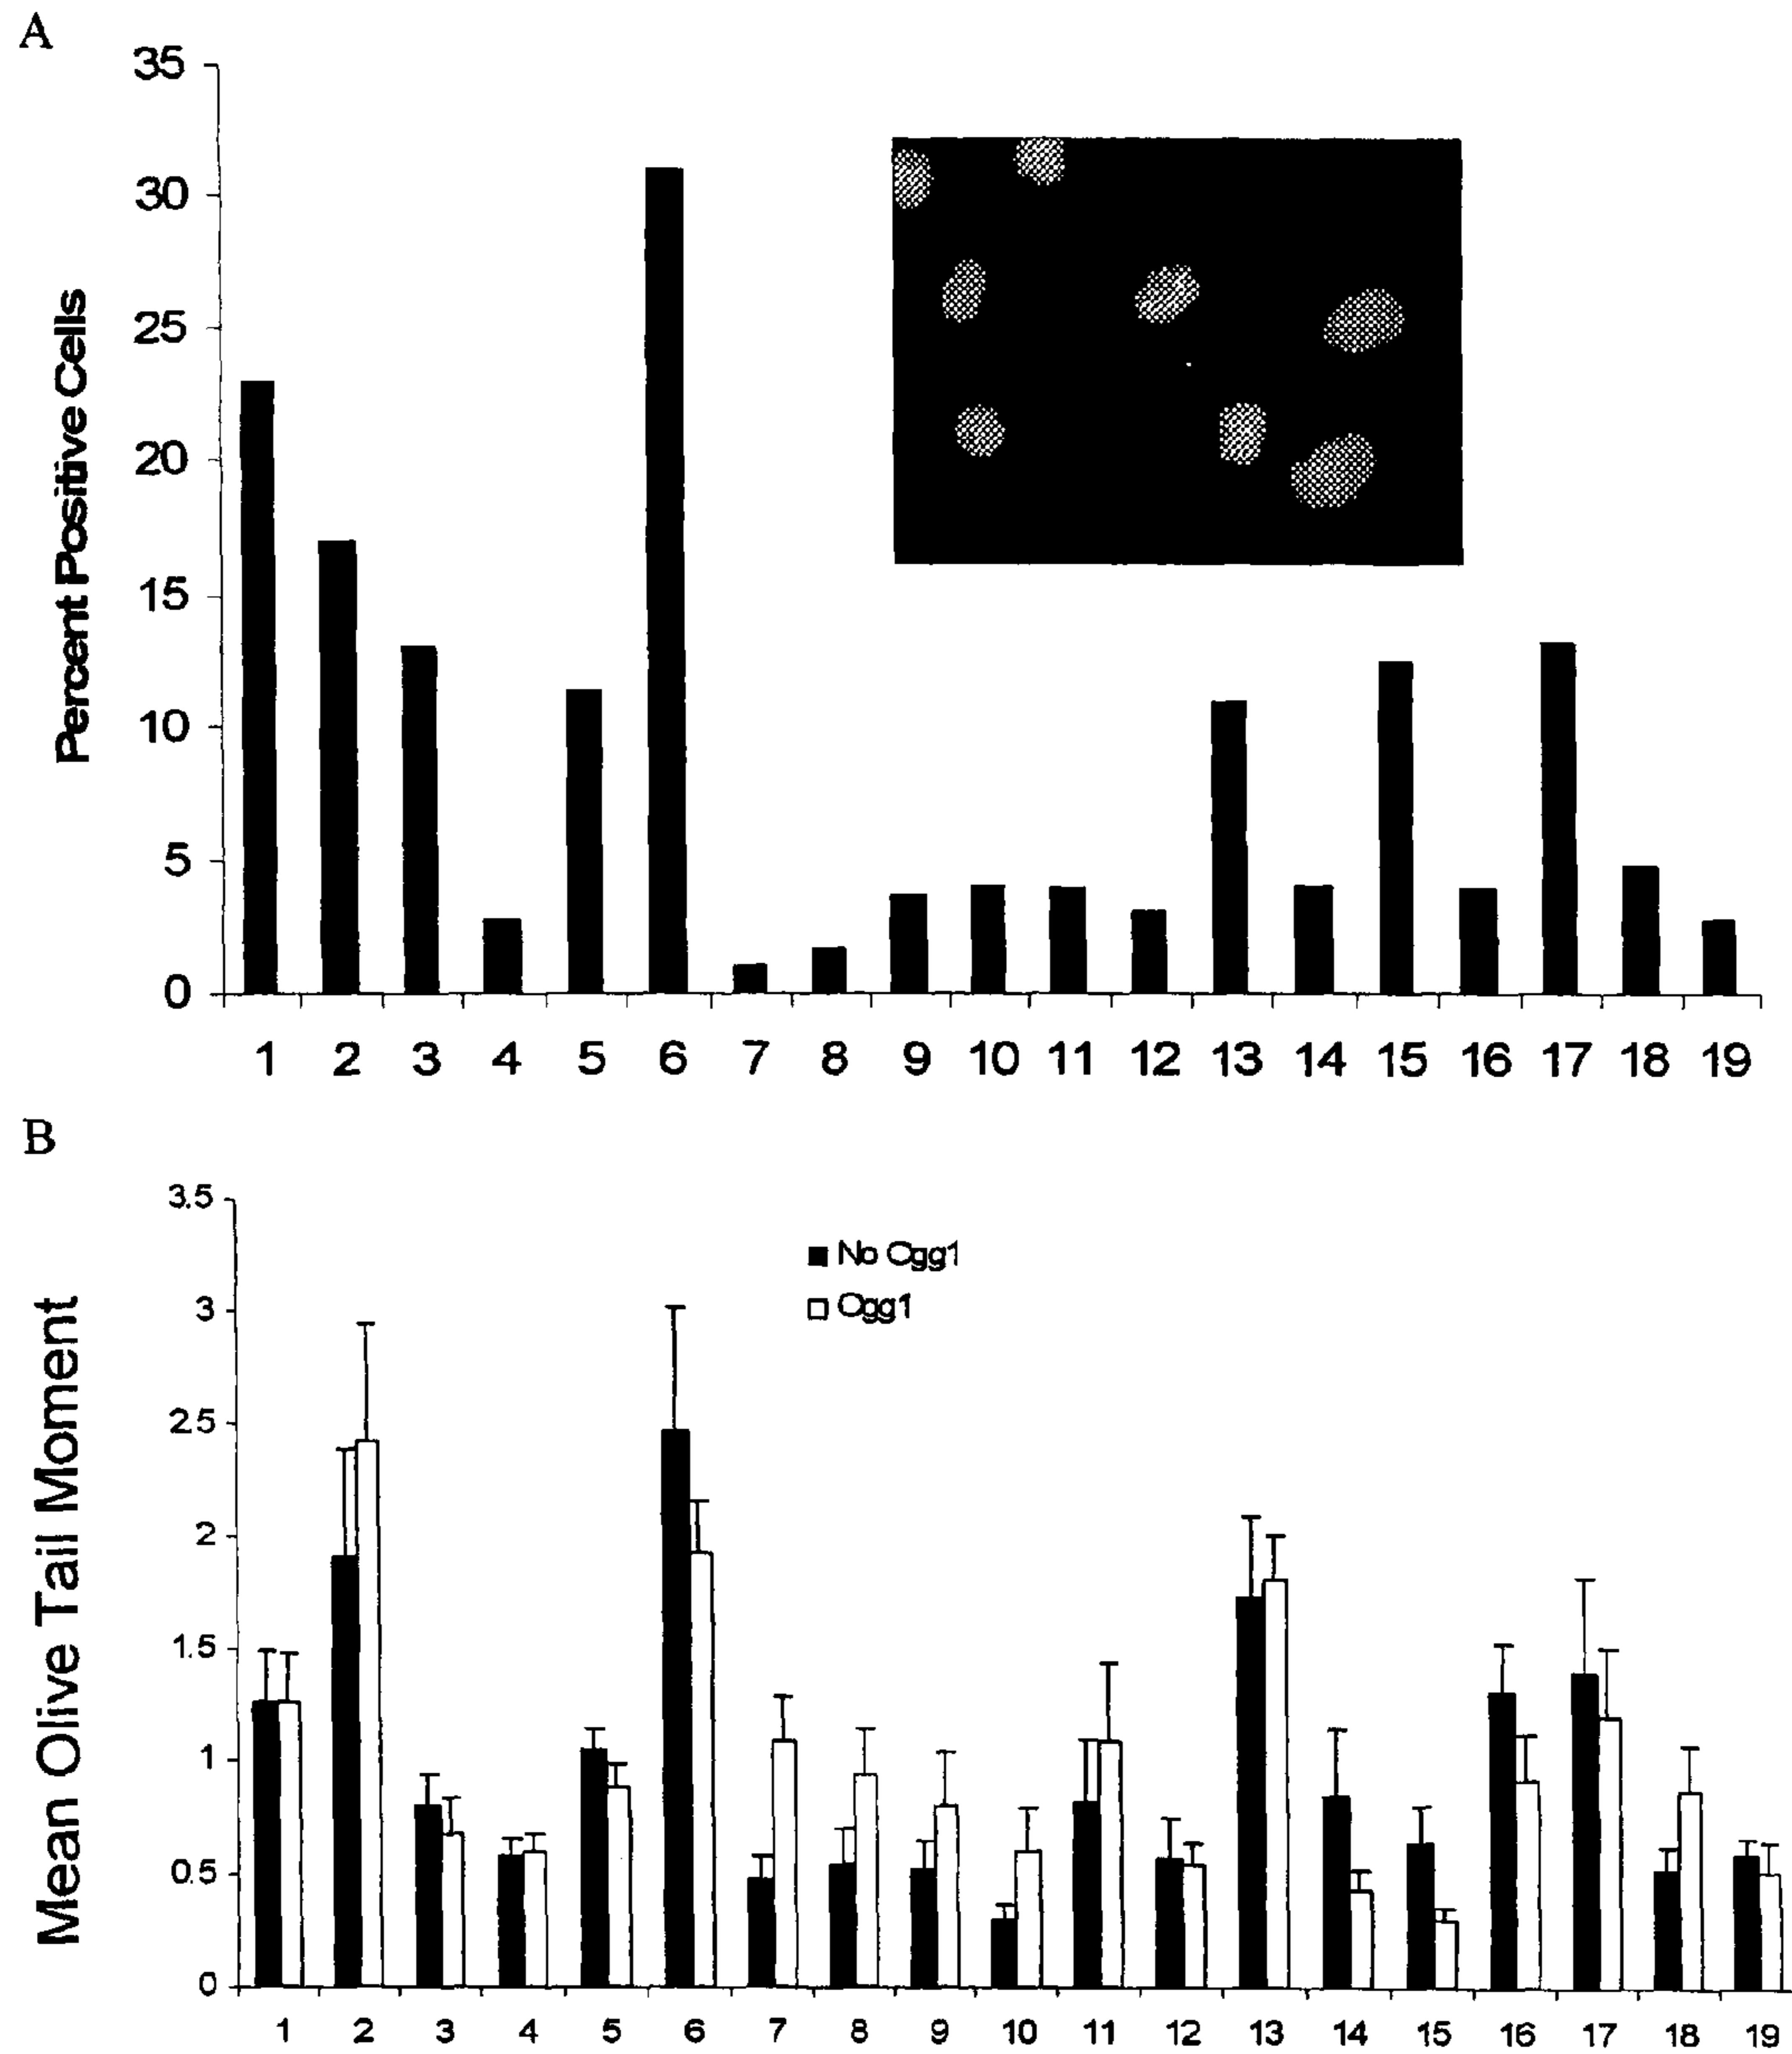 A
35
30
25
20
15
10
5
0
Percent Positive Cells
1 2 3 4 5 6 7 8 9 10 11 12 13 14 15 16 17 18 19
B
3.5
3
2.5
2
1.5
1
0.5
0
Mean Olive Tail Moment
No Ogg1
Ogg1
1 2 3 4 5 6 7 8 9 10 11 12 13 14 15 16 17 18 19